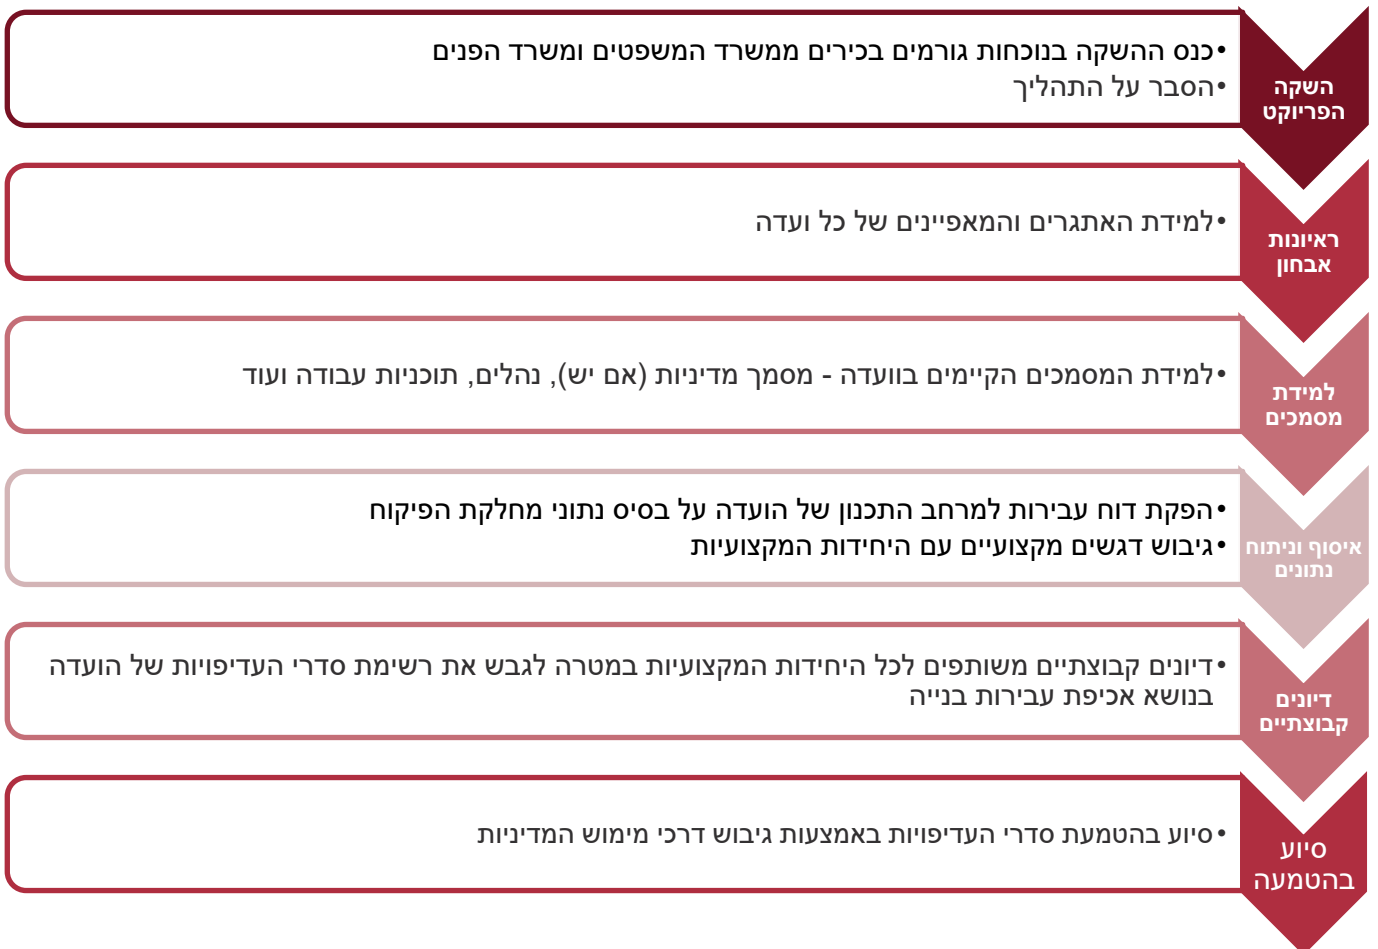 השקה
הפריוקט
•כנס ההשקה בנוכחות גורמים בכירים ממשרד המשפטים ומשרד הפנים
•הסבר על התהליך
ראיונות
אבחון
•למידת האתגרים והמאפיינים של כל ועדה
למידת
מסמכים
•למידת המסמכים הקיימים בוועדה - מסמך מדיניות (אם יש), נהלים, תוכניות עבודה ועוד
איסוף וניתוח
נתונים
•הפקת דוח עבירות למרחב התכנון של הועדה על בסיס נתוני מחלקת הפיקוח
•גיבוש דגשים מקצועיים עם היחידות המקצועיות
דיונים
קבוצתיים
•דיונים קבוצתיים משותפים לכל היחידות המקצועיות במטרה לגבש את רשימת סדרי העדיפויות של הועדה
בנושא אכיפת עבירות בנייה
סיוע
בהטמעה
•סיוע בהטמעת סדרי העדיפויות באמצעות גיבוש דרכי מימוש המדיניות